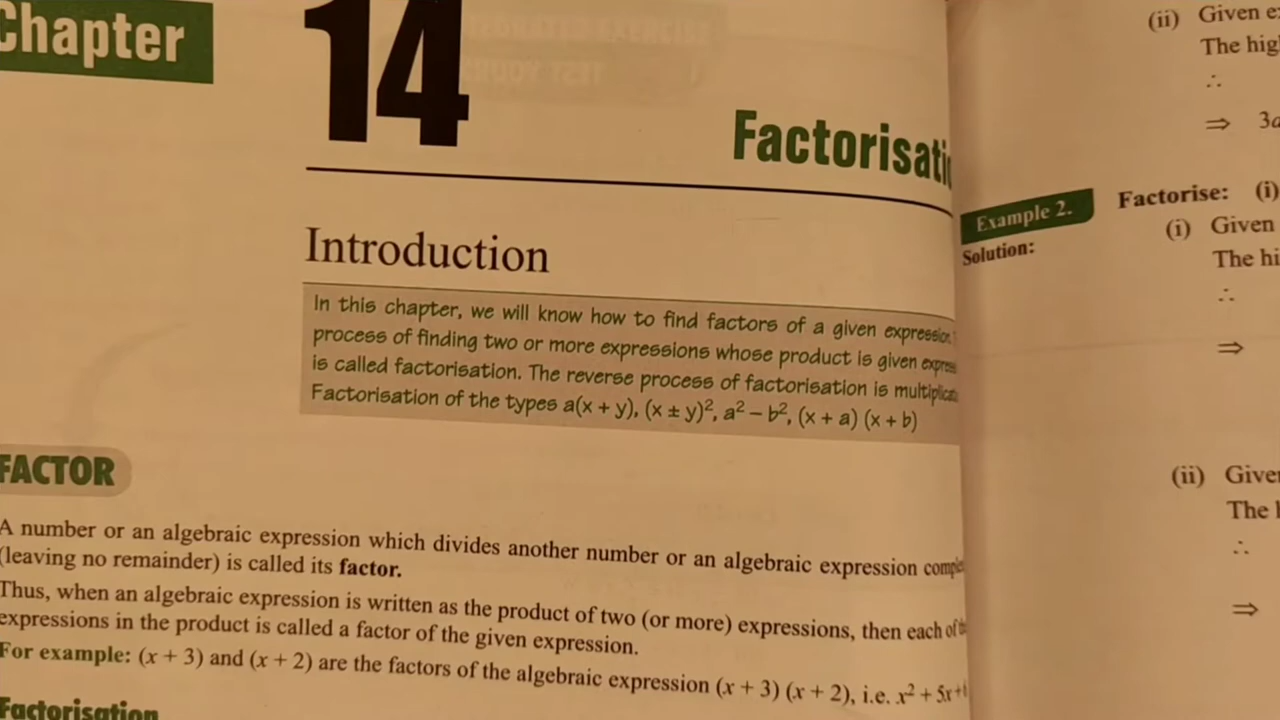 Chapter
14
Introduction
In this chapter, we will know how to find factors of a given expression.
process of finding two or more expressions whose product is given
is called factorisation. The reverse process of factorisation is
Factorisation of the types a(x + y), (x ± y)², a² – b², (x + a) (x + b)
FACTOR
A number or an algebraic expression which divides another number or an algebraic expression
(leaving no remainder) is called its factor.
Thus, when an algebraic expression is written as the product of two (or more) expressions, then each of
expressions in the product is called a factor of the given expression.
For example: (x + 3) and (x + 2) are the factors of the algebraic expression (x + 3) (x + 2), i.e. x² + 5x +
Factorisation
(ii) Given
The
∴
⇒ 3
Example 2. Factorise: (i)
Solution: (i) Given
The
∴
⇒
(ii)
The
∴
⇒